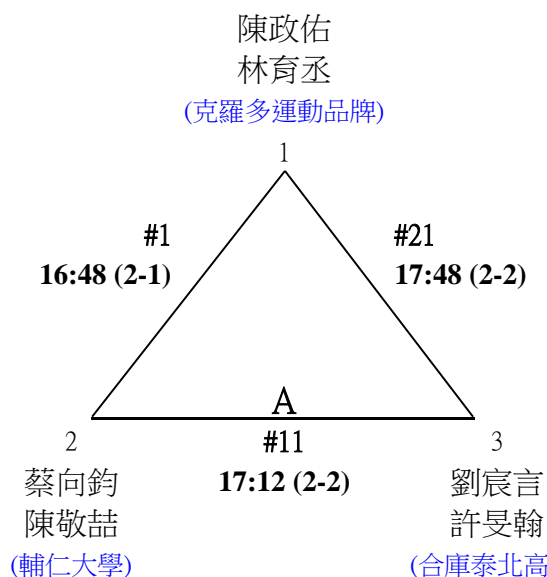 陳政佑
林育丞
(克羅多運動品牌)
1
#1
#21
16:48 (2-1)
17:48 (2-2)
A
2
#11
3
蔡向鈞
17:12 (2-2)
劉宸言
陳敬喆
許旻翰
(輔仁大學)
(合庫泰北高